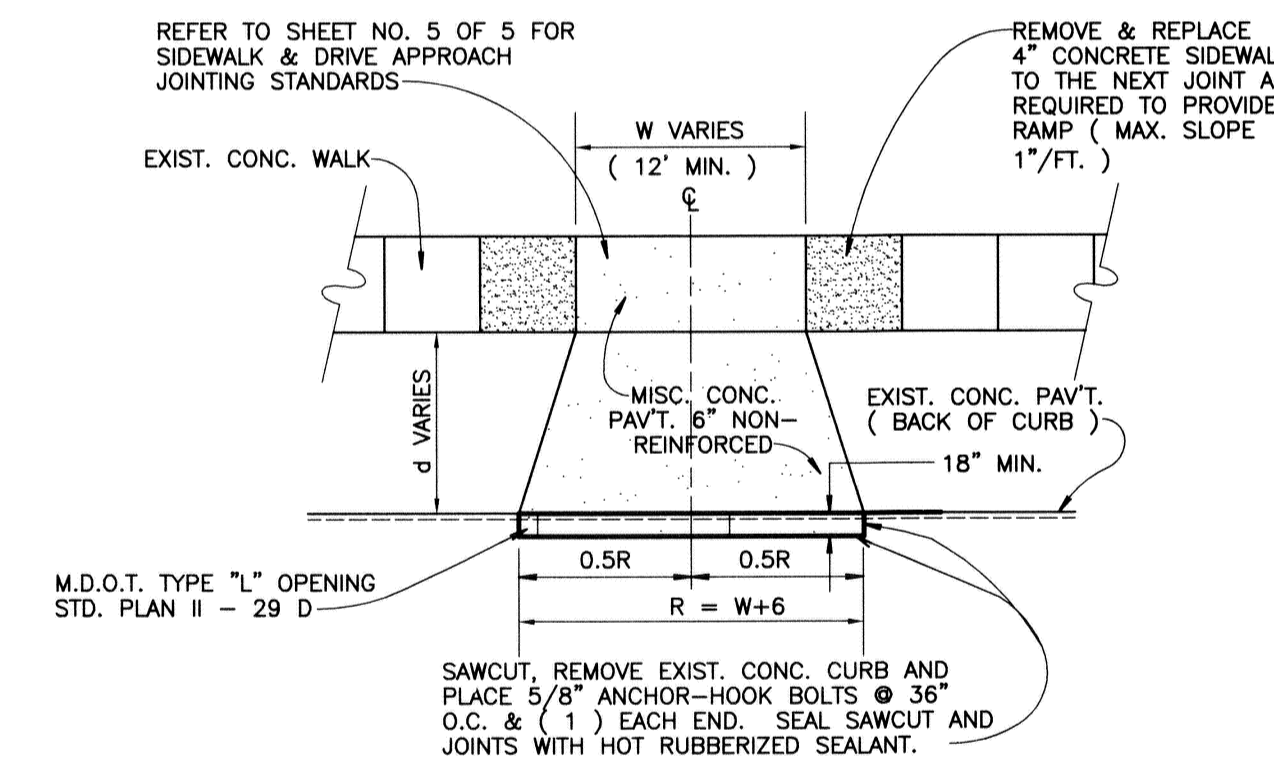 REFER TO SHEET NO. 5 OF 5 FOR
SIDEWALK & DRIVE APPROACH
JOINTING STANDARDS
REMOVE & REPLACE
4" CONCRETE SIDEWAL
TO THE NEXT JOINT A
REQUIRED TO PROVIDE
RAMP ( MAX. SLOPE
1"/FT. )
W VARIES
( 12' MIN. )
℄
EXIST. CONC. WALK
d VARIES
MISC. CONC.
PAV'T. 6" NON-
REINFORCED
EXIST. CONC. PAV'T.
( BACK OF CURB )
18" MIN.
0.5R
0.5R
R = W+6
M.D.O.T. TYPE "L" OPENING
STD. PLAN II - 29 D
SAWCUT, REMOVE EXIST. CONC. CURB AND
PLACE 5/8" ANCHOR-HOOK BOLTS @ 36"
O.C. & ( 1 ) EACH END. SEAL SAWCUT AND
JOINTS WITH HOT RUBBERIZED SEALANT.